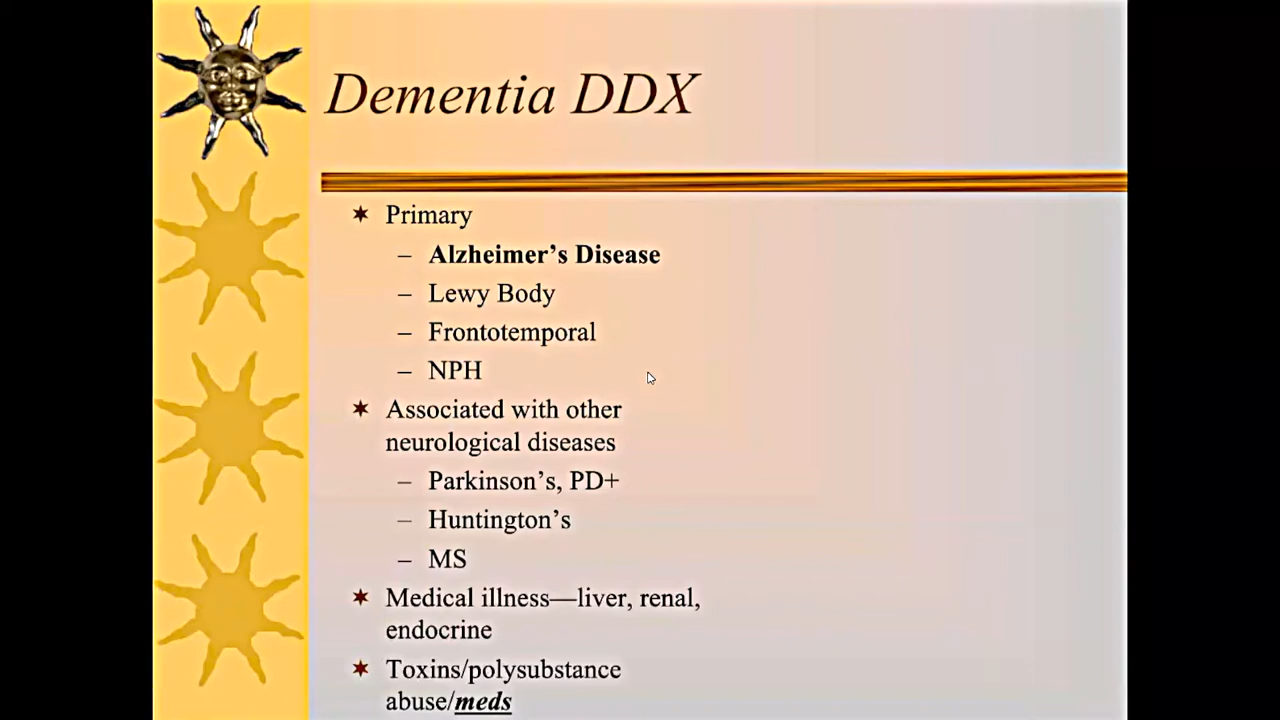 Dementia DDX
Primary
– Alzheimer’s Disease
– Lewy Body
– Frontotemporal
– NPH
Associated with other
neurological diseases
– Parkinson’s, PD+
– Huntington’s
– MS
Medical illness—liver, renal,
endocrine
Toxins/polysubstance
abuse/meds